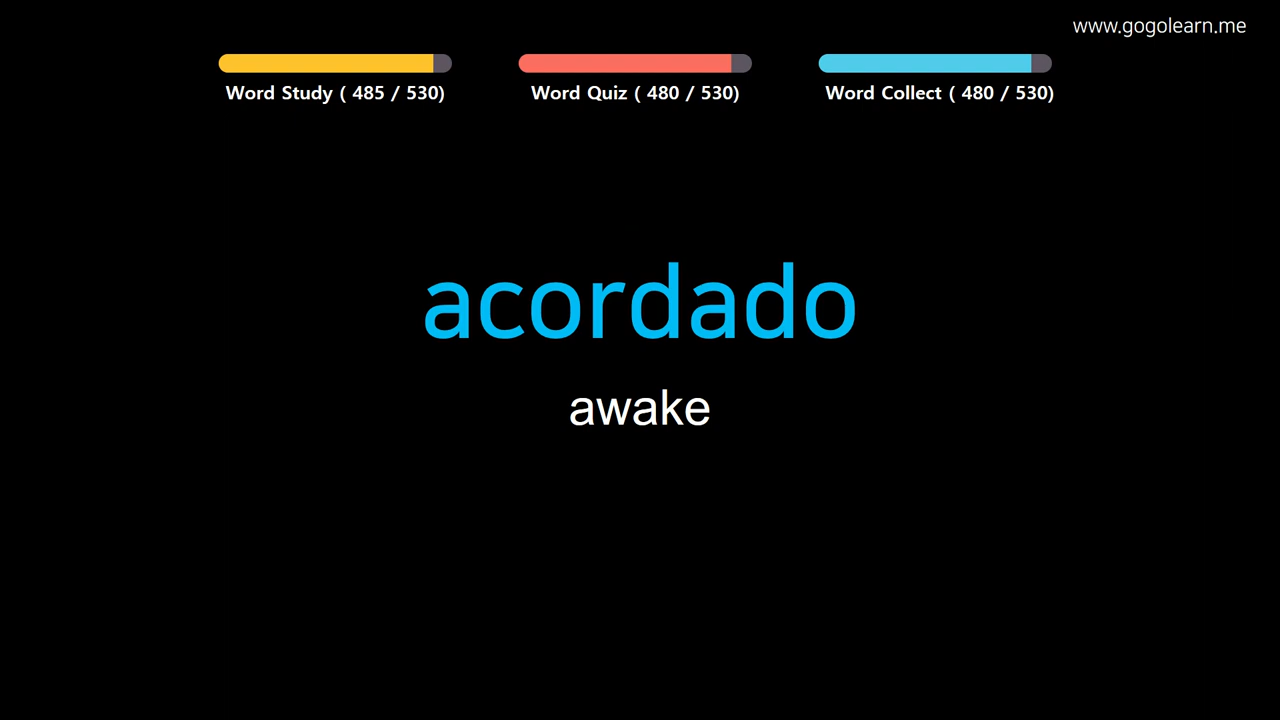 www.gogolearn.me
Word Study ( 485 / 530)
Word Quiz ( 480 / 530)
Word Collect ( 480 / 530)
acordado
awake